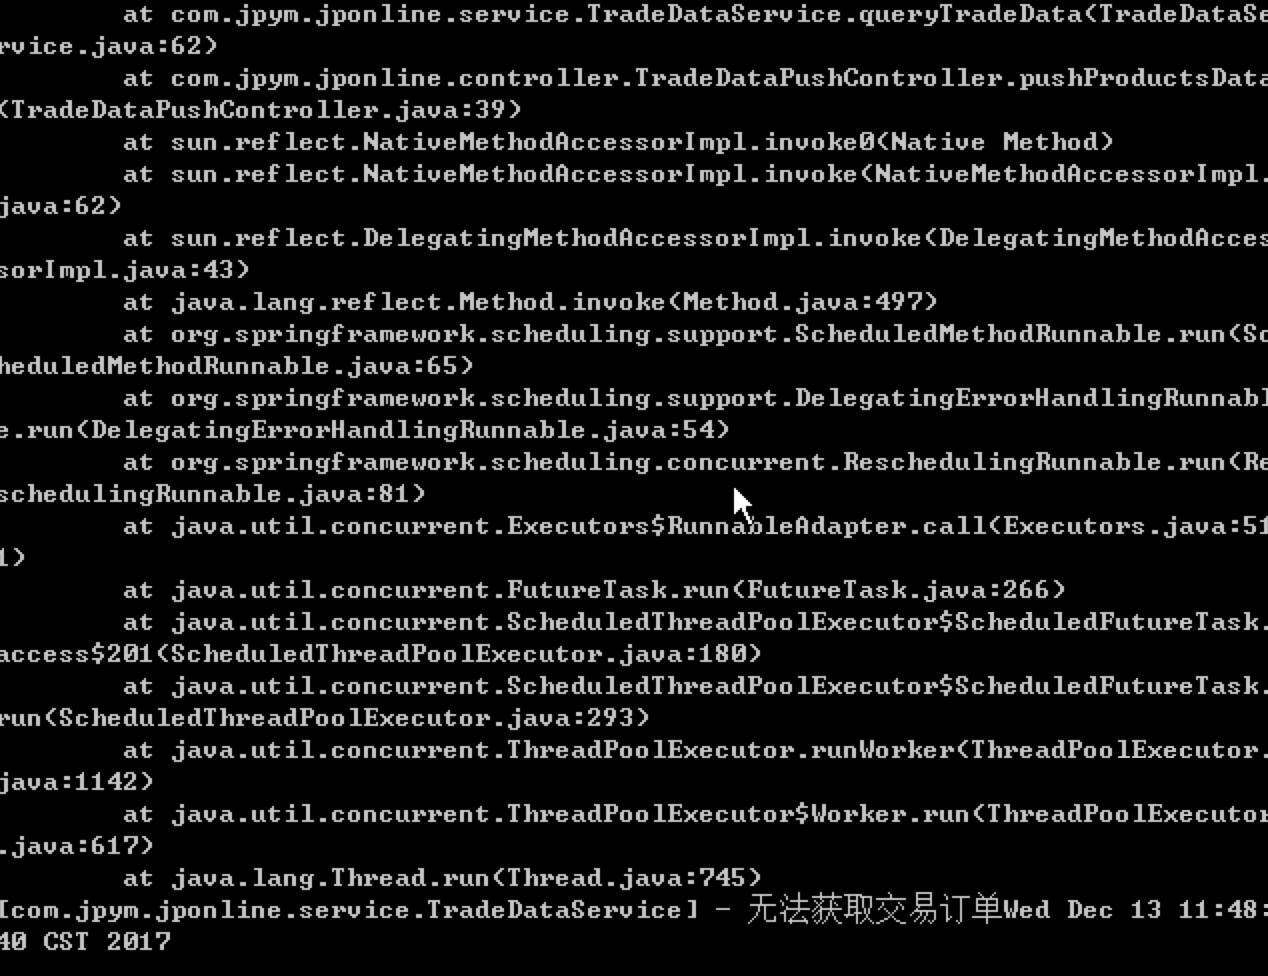 at com.jpym.jponline.service.TradeDataService.queryTradeData(TradeDataSe
rvice.java:62)
at com.jpym.jponline.controller.TradeDataPushController.pushProductsData
(TradeDataPushController.java:39)
at sun.reflect.NativeMethodAccessorImpl.invoke0(Native Method)
at sun.reflect.NativeMethodAccessorImpl.invoke(NativeMethodAccessorImpl.
java:62)
at sun.reflect.DelegatingMethodAccessorImpl.invoke(DelegatingMethodAcces
sorImpl.java:43)
at java.lang.reflect.Method.invoke(Method.java:497)
at org.springframework.scheduling.support.ScheduledMethodRunnable.run(Sc
heduledMethodRunnable.java:65)
at org.springframework.scheduling.support.DelegatingErrorHandlingRunnabl
e.run(DelegatingErrorHandlingRunnable.java:54)
at org.springframework.scheduling.concurrent.ReschedulingRunnable.run(Re
schedulingRunnable.java:81)
at java.util.concurrent.Executors$RunnableAdapter.call(Executors.java:51
1)
at java.util.concurrent.FutureTask.run(FutureTask.java:266)
at java.util.concurrent.ScheduledThreadPoolExecutor$ScheduledFutureTask.
access$201(ScheduledThreadPoolExecutor.java:180)
at java.util.concurrent.ScheduledThreadPoolExecutor$ScheduledFutureTask.
run(ScheduledThreadPoolExecutor.java:293)
at java.util.concurrent.ThreadPoolExecutor.runWorker(ThreadPoolExecutor.
java:1142)
at java.util.concurrent.ThreadPoolExecutor$Worker.run(ThreadPoolExecutor
.java:617)
at java.lang.Thread.run(Thread.java:745)
[com.jpym.jponline.service.TradeDataService] - 无法获取交易订单Wed Dec 13 11:48:
40 CST 2017